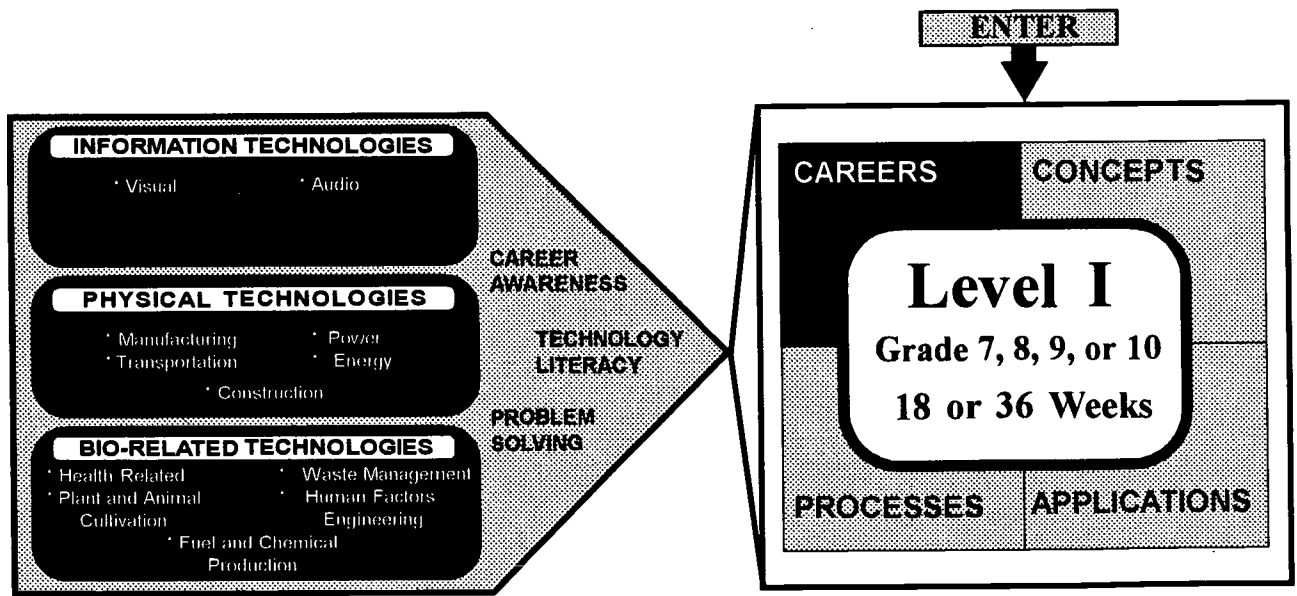 ENTER
INFORMATION TECHNOLOGIES
· Visual · Audio
PHYSICAL TECHNOLOGIES
· Manufacturing · Power
· Transportation · Energy
· Construction
BIO-RELATED TECHNOLOGIES
· Health Related · Waste Management
· Plant and Animal · Human Factors
Cultivation Engineering
· Fuel and Chemical
Production
CAREER
AWARENESS
TECHNOLOGY
LITERACY
PROBLEM
SOLVING
CAREERS
CONCEPTS
Level I
Grade 7, 8, 9, or 10
18 or 36 Weeks
PROCESSES
APPLICATIONS